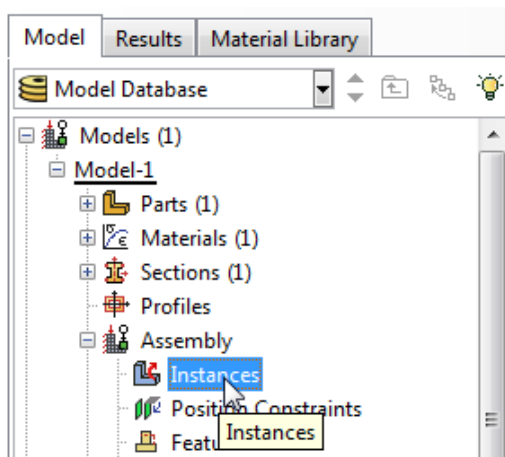 Model Results Material Library
Model Database
Models (1)
Model-1
Parts (1)
Materials (1)
Sections (1)
Profiles
Assembly
Instances
Position Constraints
Featu
Instances